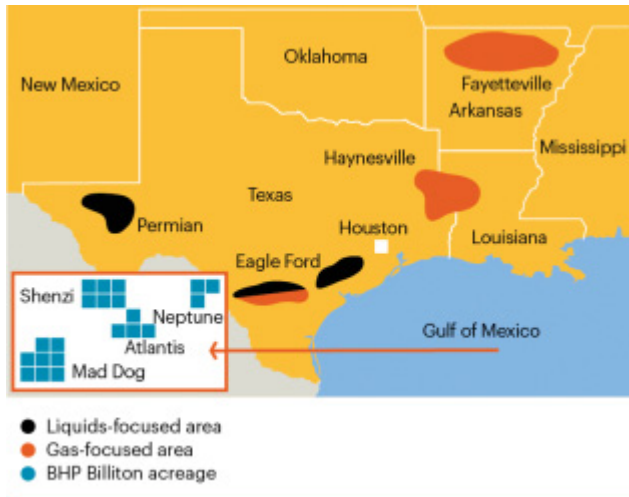 Oklahoma
New Mexico
Fayetteville
Arkansas
Mississippi
Haynesville
Texas
Permian
Houston
Louisiana
Eagle Ford
Shenzi
Neptune
Atlantis
Mad Dog
Gulf of Mexico
Liquids-focused area
Gas-focused area
BHP Billiton acreage